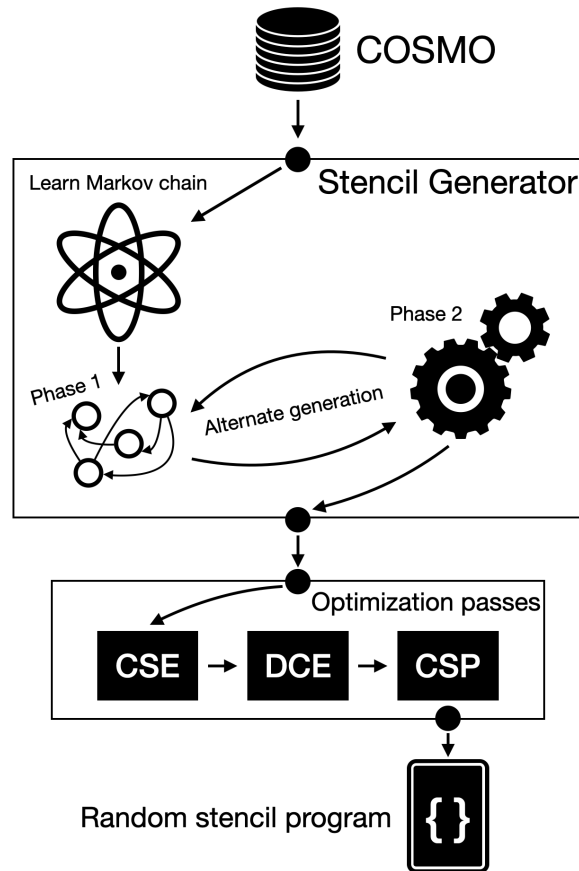 COSMO
Stencil Generator
Learn Markov chain
Phase 2
Phase 1
Alternate generation
Optimization passes
CSE
DCE
CSP
Random stencil program
{ }